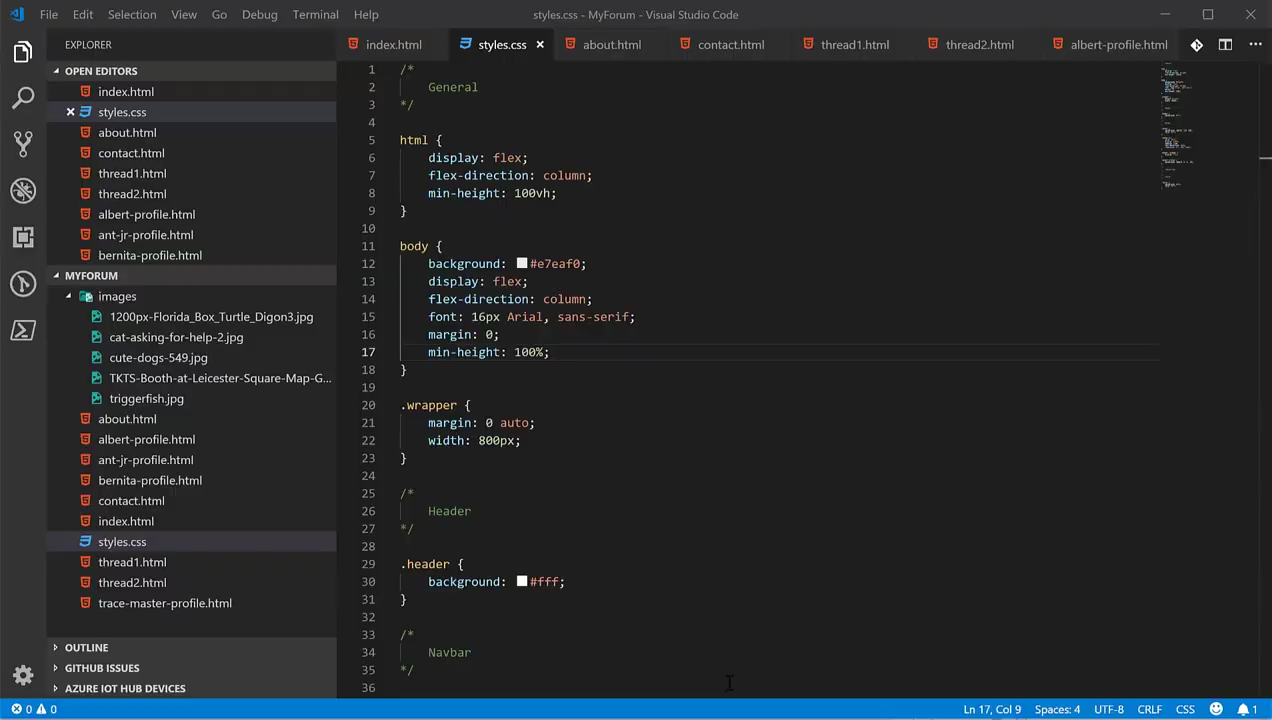 File Edit Selection View Go Debug Terminal Help
styles.css - MyForum - Visual Studio Code
EXPLORER
index.html styles.css about.html contact.html thread1.html thread2.html albert-profile.html
OPEN EDITORS
index.html
styles.css
about.html
contact.html
thread1.html
thread2.html
albert-profile.html
ant-jr-profile.html
bernita-profile.html
MYFORUM
images
1200px-Florida_Box_Turtle_Digon3.jpg
cat-asking-for-help-2.jpg
cute-dogs-549.jpg
TKTS-Booth-at-Leicester-Square-Map-G...
triggerfish.jpg
about.html
albert-profile.html
ant-jr-profile.html
bernita-profile.html
contact.html
index.html
styles.css
thread1.html
thread2.html
trace-master-profile.html
OUTLINE
GITHUB ISSUES
AZURE IOT HUB DEVICES
1 /*
2 General
3 */
4
5 html {
6 display: flex;
7 flex-direction: column;
8 min-height: 100vh;
9 }
10
11 body {
12 background: #e7eaf0;
13 display: flex;
14 flex-direction: column;
15 font: 16px Arial, sans-serif;
16 margin: 0;
17 min-height: 100%;
18 }
19
20 .wrapper {
21 margin: 0 auto;
22 width: 800px;
23 }
24
25 /*
26 Header
27 */
28
29 .header {
30 background: #fff;
31 }
32
33 /*
34 Navbar
35 */
36
0 0
Ln 17, Col 9 Spaces: 4 UTF-8 CRLF CSS 1